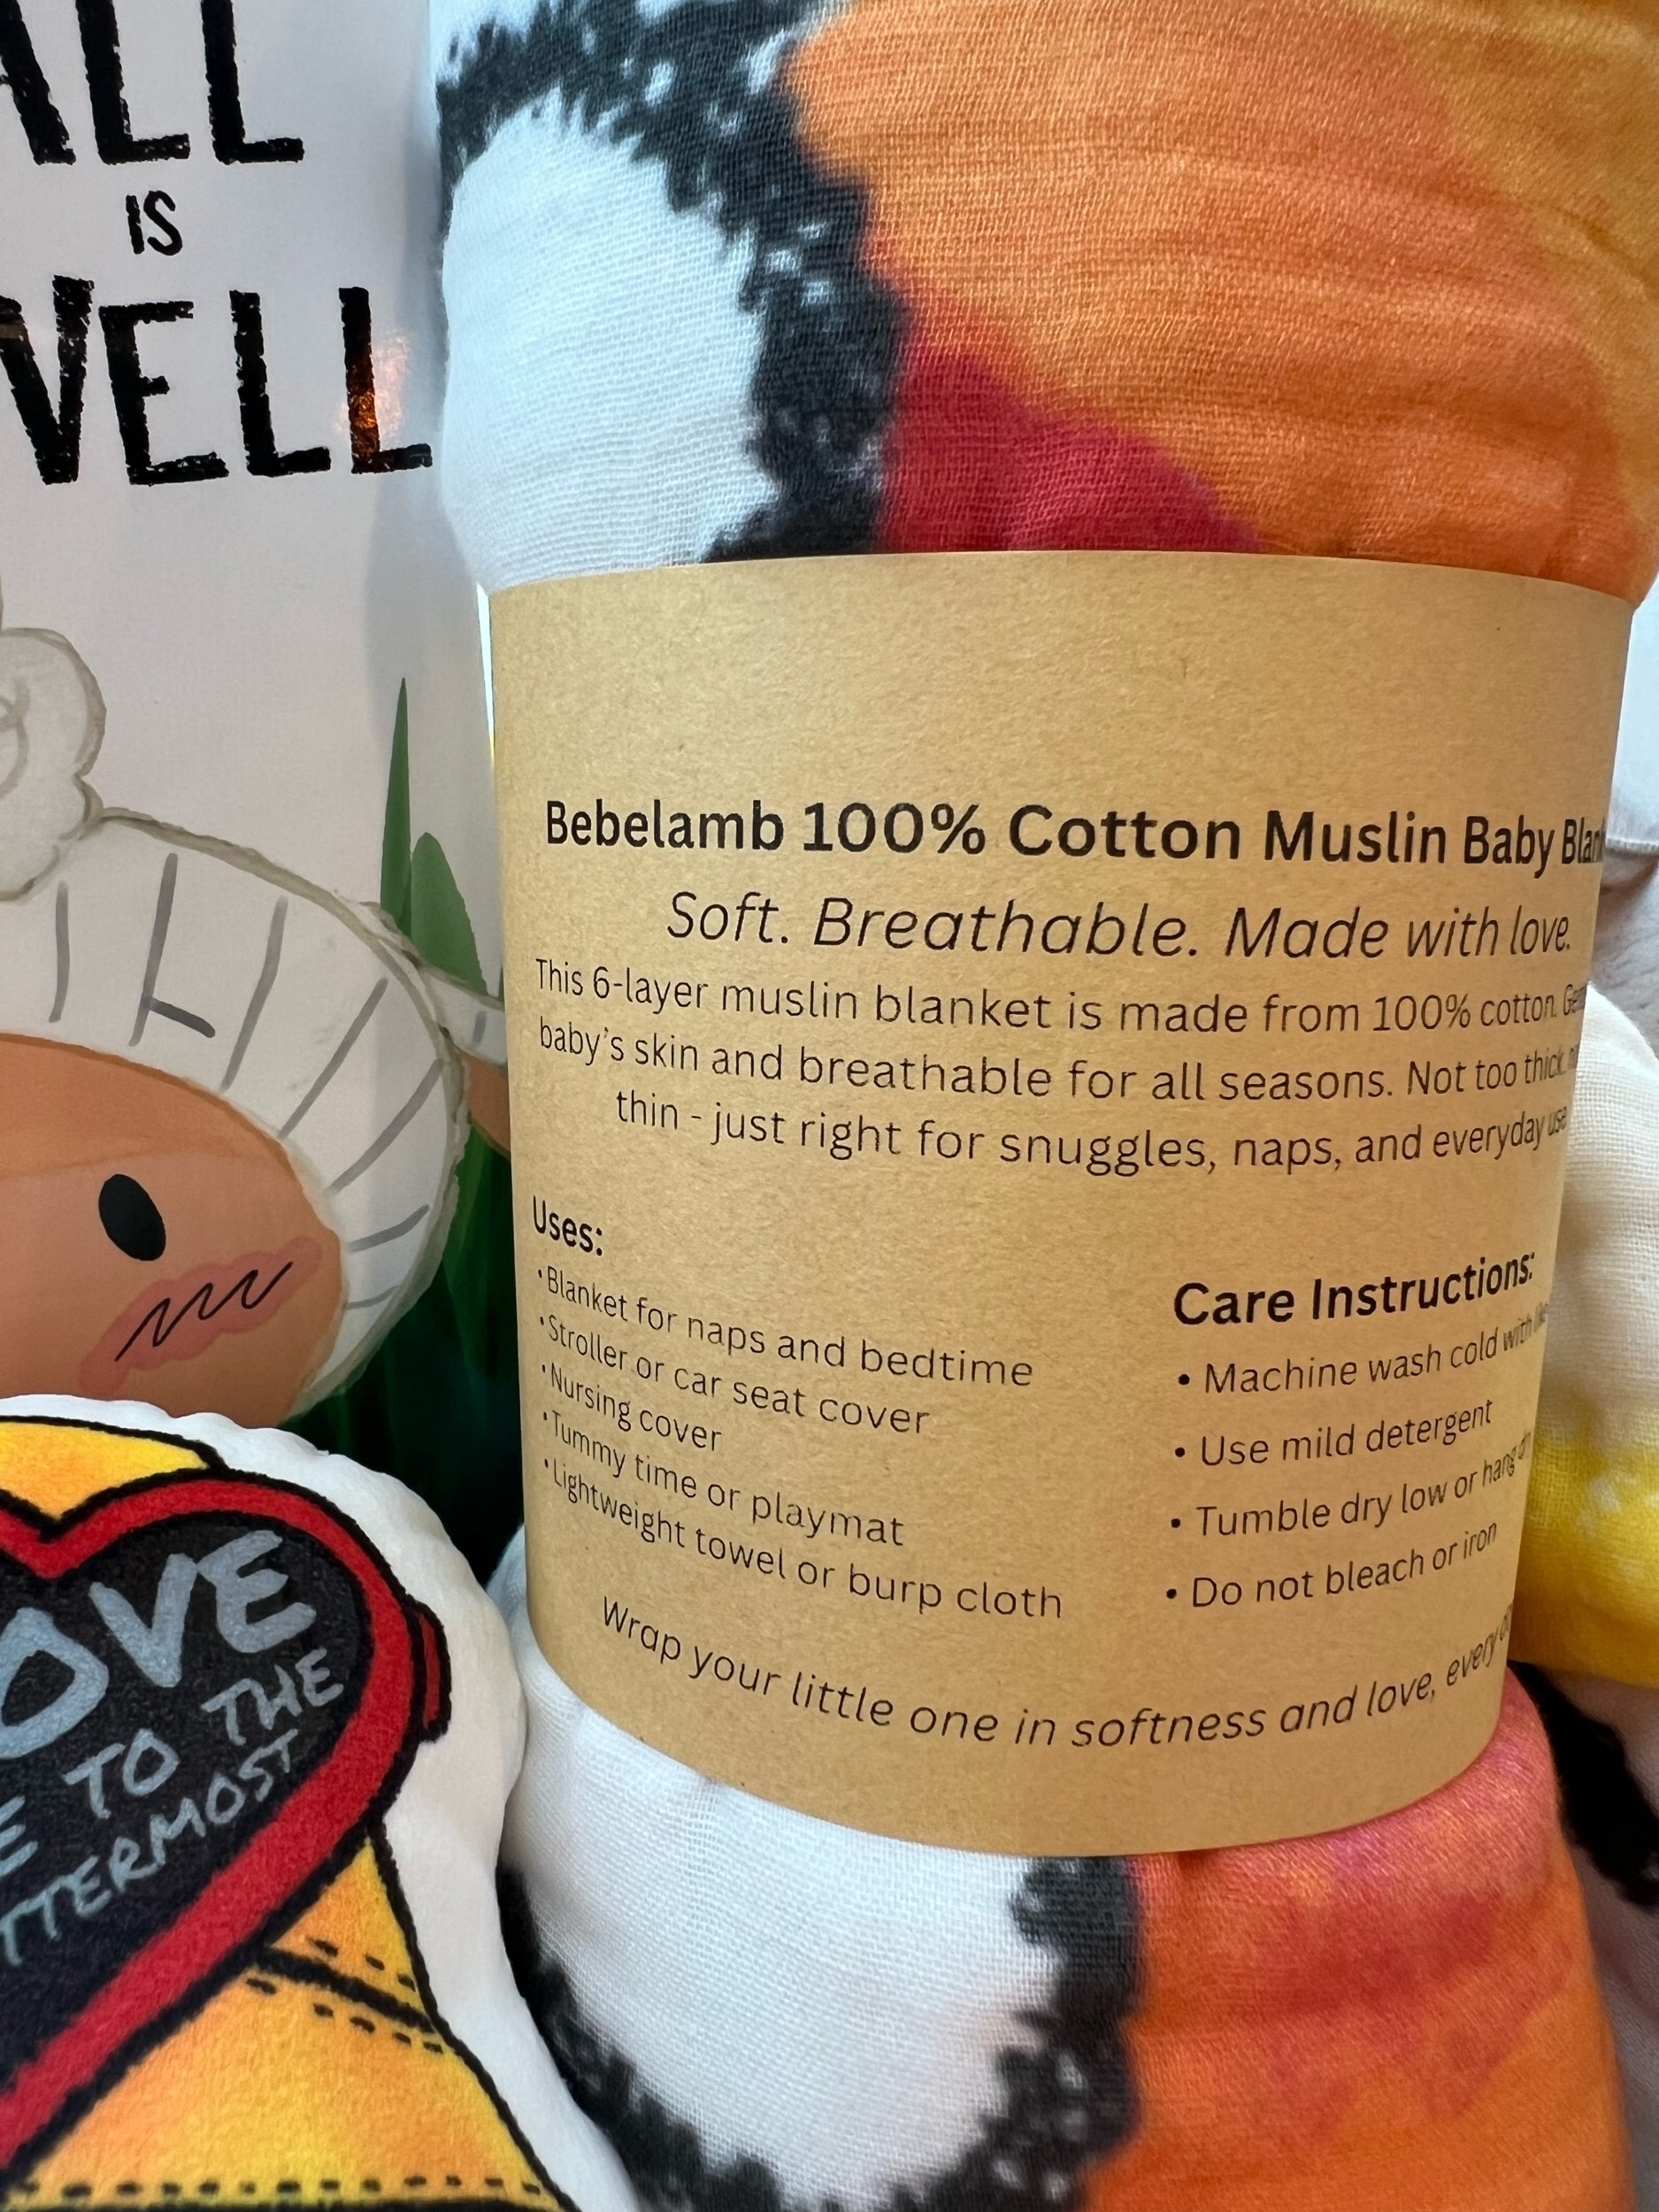 ALL
IS
WELL
Bebelamb 100% Cotton Muslin Baby
Soft. Breathable. Made with love.
This 6-layer muslin blanket is made from 100% cotton.
baby's skin and breathable for all seasons. Not too thick,
thin - just right for snuggles, naps, and everyday use
Uses:
•Blanket for naps and bedtime
•Stroller or car seat cover
•Nursing cover
•Tummy time or playmat
•Lightweight towel or burp cloth
Care Instructions:
• Machine wash cold with
• Use mild detergent
• Tumble dry low or hang
• Do not bleach or iron
Wrap your little one in softness and love, every
OVE
TO THE
TTERMOST